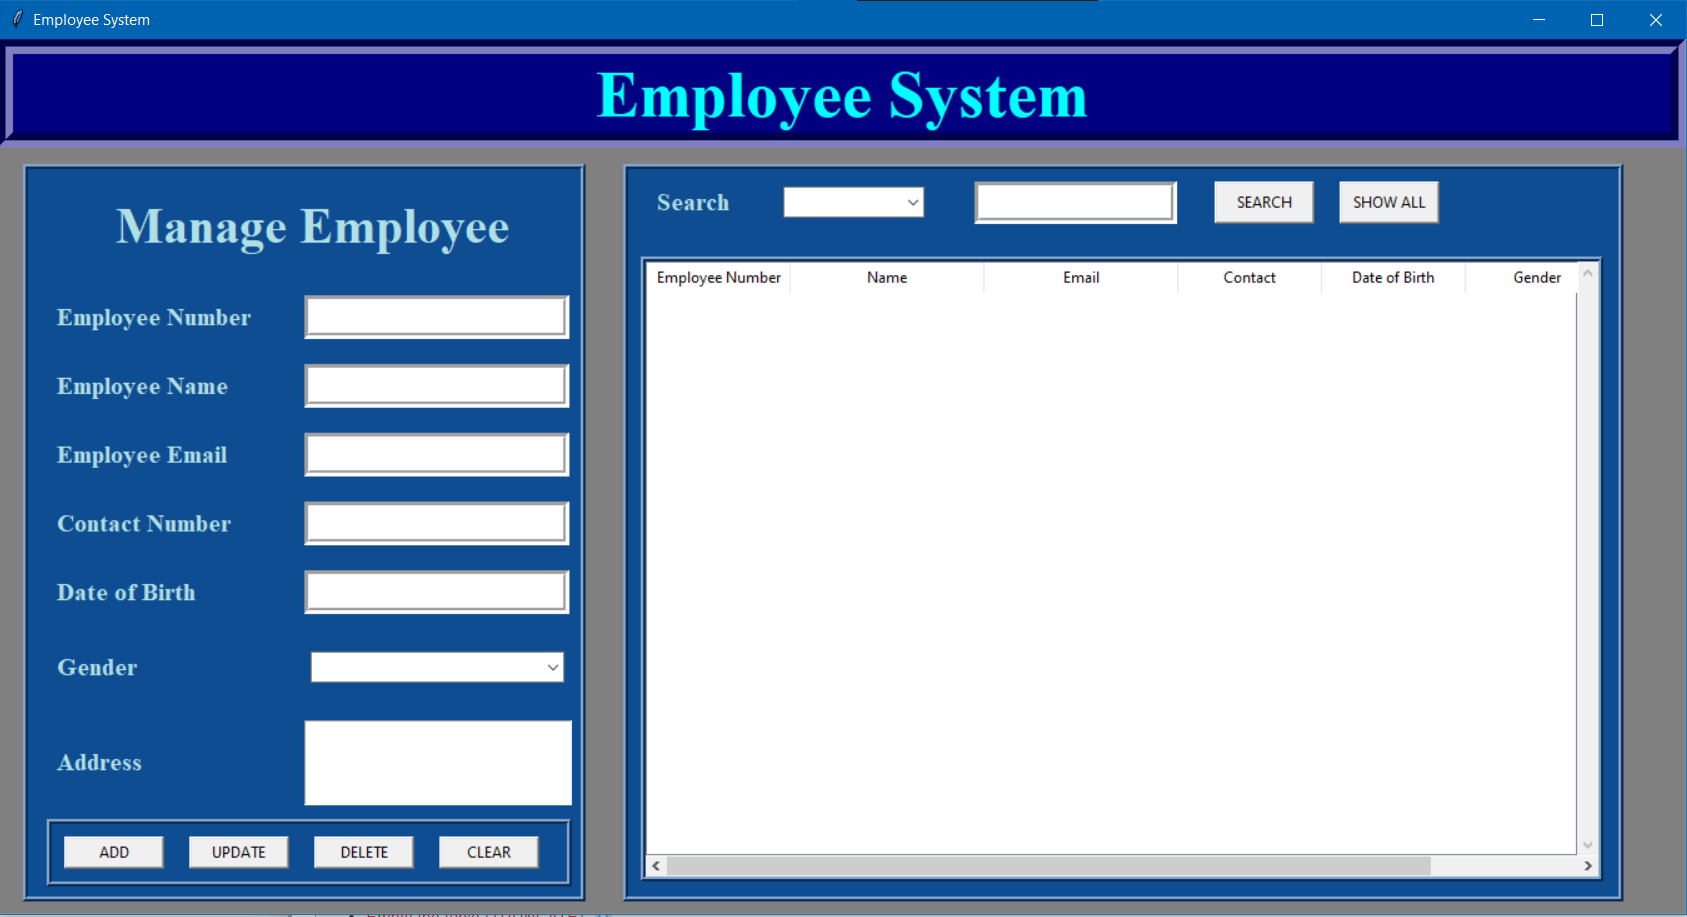 Employee System
Employee System
Manage Employee
Employee Number
Employee Name
Employee Email
Contact Number
Date of Birth
Gender
Address
ADD UPDATE DELETE CLEAR
Search SEARCH SHOW ALL
Employee Number Name Email Contact Date of Birth Gender